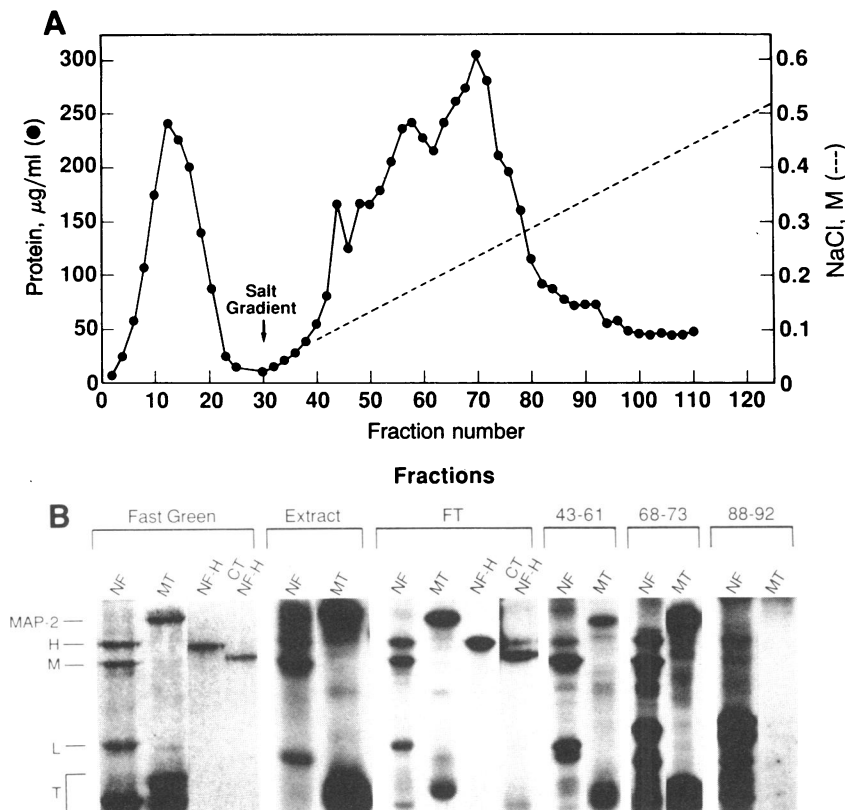 A
Protein, µg/ml (●)
300
250
200
150
100
50
0
Salt
Gradient
0.6
0.5
0.4
0.3
0.2
0.1
0
NaCl, M (---)
0 10 20 30 40 50 60 70 80 90 100 110 120
Fraction number
Fractions
B
Fast Green Extract FT 43-61 68-73 88-92
NF MT NF-H CT NF-H NF MT NF MT NF-H CT NF-H NF MT NF MT NF MT
MAP-2
H
M
L
T